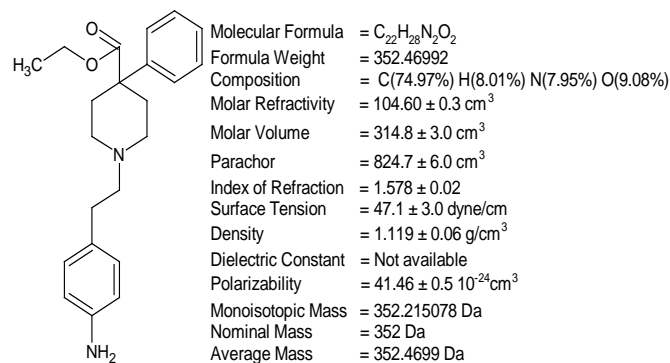 O
H₃C
O
N
NH₂
Molecular Formula = C₂₂H₂₈N₂O₂
Formula Weight = 352.46992
Composition = C(74.97%) H(8.01%) N(7.95%) O(9.08%)
Molar Refractivity = 104.60 ± 0.3 cm³
Molar Volume = 314.8 ± 3.0 cm³
Parachor = 824.7 ± 6.0 cm³
Index of Refraction = 1.578 ± 0.02
Surface Tension = 47.1 ± 3.0 dyne/cm
Density = 1.119 ± 0.06 g/cm³
Dielectric Constant = Not available
Polarizability = 41.46 ± 0.5 10⁻²⁴cm³
Monoisotopic Mass = 352.215078 Da
Nominal Mass = 352 Da
Average Mass = 352.4699 Da